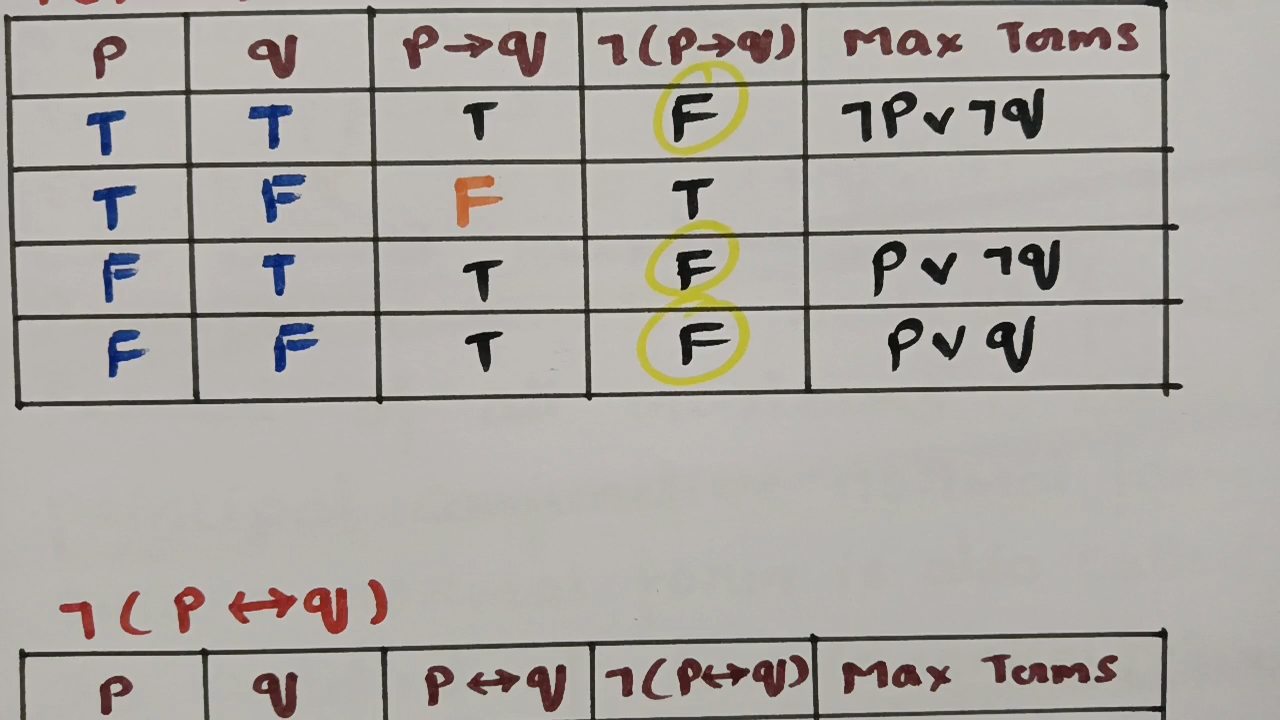 P q P→q ¬(P→q) Max Terms
T T T F ¬P∨¬q
T F F T
F T T F P∨¬q
F F T F P∨q
¬(P↔q)
P q P↔q ¬(P↔q) Max Terms